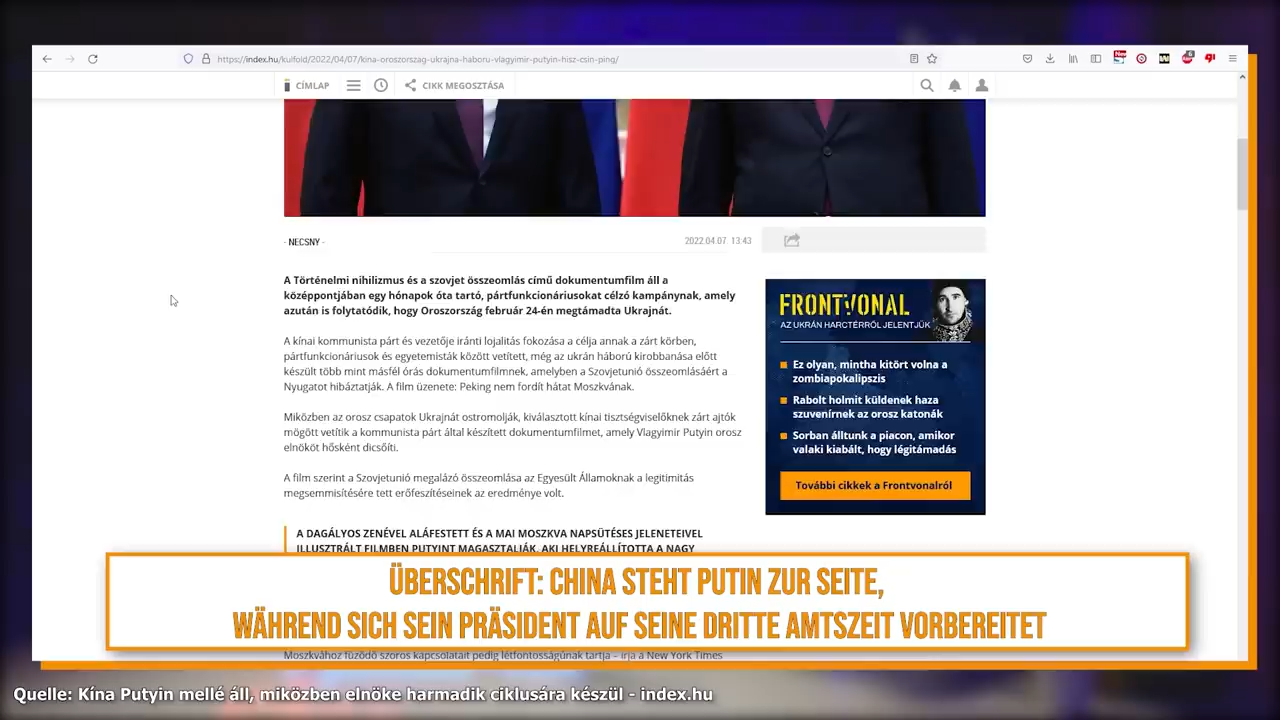 https://index.hu/kulfold/2022/04/07/kina-oroszorszag-ukrajna-haboru-vlagyimir-putyin-hisz-csin-ping/
CÍMLAP
CIKK MEGOSZTÁSA
- NECSNY -
2022.04.07. 13:43
A Történelmi nihilizmus és a szovjet összeomlás című dokumentumfilm áll a
középpontjában egy hónapok óta tartó, pártfunkcionáriusokat célzó kampánynak, amely
azután is folytatódik, hogy Oroszország február 24-én megtámadta Ukrajnát.
A kínai kommunista párt és vezetője iránti lojalitás fokozása a célja annak a zárt körben,
pártfunkcionáriusok és egyetemisták között vetített, még az ukrán háború kirobbanása előtt
készült több mint másfél órás dokumentumfilmnek, amelyben a Szovjetunió összeomlásáért a
Nyugatot hibáztatják. A film üzenete: Peking nem fordít hátat Moszkvának.
Miközben az orosz csapatok Ukrajnát ostromolják, kiválasztott kínai tisztségviselőknek zárt ajtók
mögött vetítik a kommunista párt által készített dokumentumfilmet, amely Vlagyimir Putyin orosz
elnököt hősként dicsőíti.
A film szerint a Szovjetunió megalázó összeomlása az Egyesült Államoknak a legitimitás
megsemmisítésére tett erőfeszítéseinek az eredménye volt.
A DAGÁLYOS ZENÉVEL ALÁFESTETT ÉS A MAI MOSZKVA NAPSÜTÉSES JELENETEIVEL
ILLUSZTRÁLT FILMBEN PUTYINT MAGASZTALJÁK, AKI HELYREÁLLÍTOTTA A NAGY
FRONTVONAL
AZ UKRÁN HARCTÉRRŐL JELENTJÜK
Ez olyan, mintha kitört volna a
zombiapokalipszis
Rabolt holmit küldenek haza
szuvenírnek az orosz katonák
Sorban álltunk a piacon, amikor
valaki kiabált, hogy légitámadás
További cikkek a Frontvonalról
ÜBERSCHRIFT: CHINA STEHT PUTIN ZUR SEITE,
WÄHREND SICH SEIN PRÄSIDENT AUF SEINE DRITTE AMTSZEIT VORBEREITET
Moszkvához fűződő szoros kapcsolatait pedig létfontosságúnak tartja – írja a New York Times
Quelle: Kína Putyin mellé áll, miközben elnöke harmadik ciklusára készül - index.hu